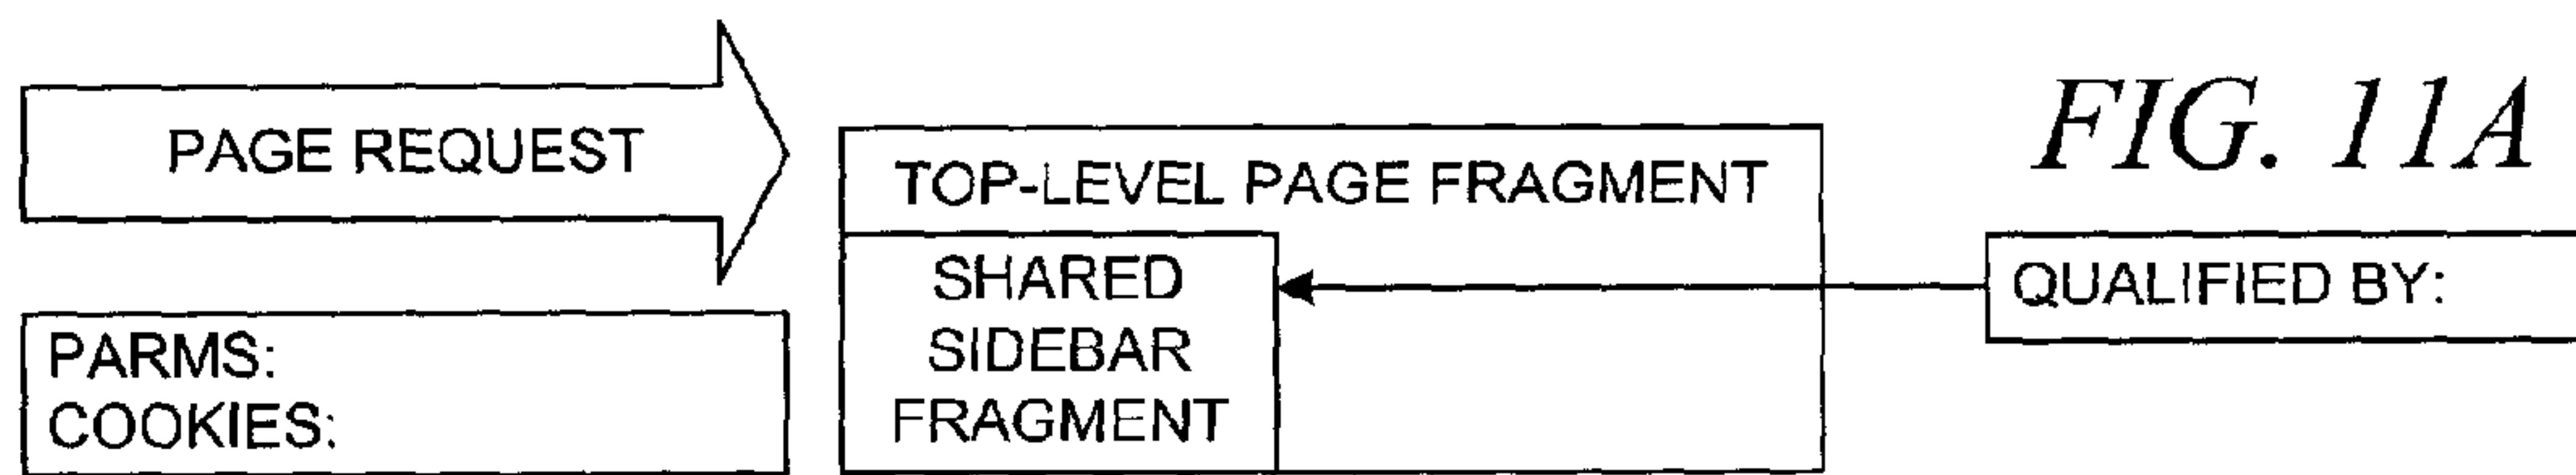 PAGE REQUEST
PARMS:
COOKIES:
TOP-LEVEL PAGE FRAGMENT
SHARED
SIDEBAR
FRAGMENT
FIG. 11A
QUALIFIED BY: